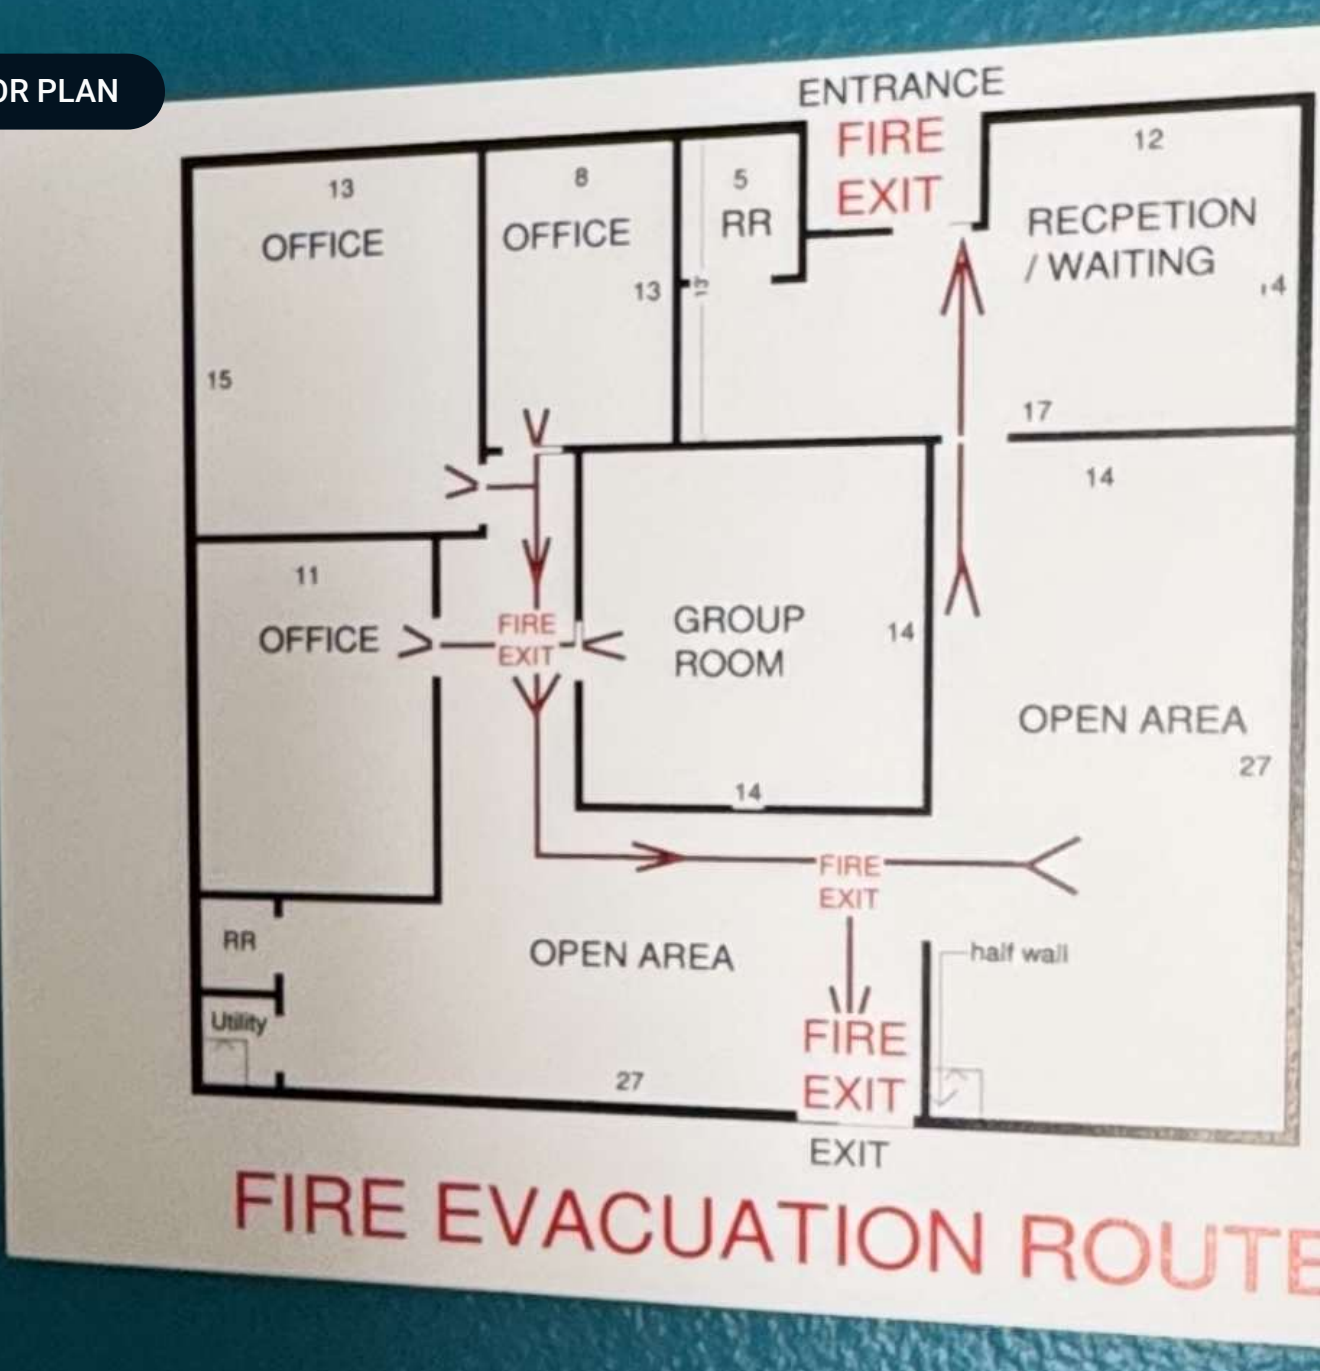 OR PLAN
ENTRANCE
FIRE
EXIT
13
OFFICE
8
OFFICE
5
RR
12
RECPETION
/ WAITING
13
13'
14
15
17
14
11
OFFICE
FIRE
EXIT
GROUP
ROOM
14
OPEN AREA
27
14
FIRE
EXIT
RR
OPEN AREA
half wall
Utility
FIRE
EXIT
27
EXIT
FIRE EVACUATION ROUTE